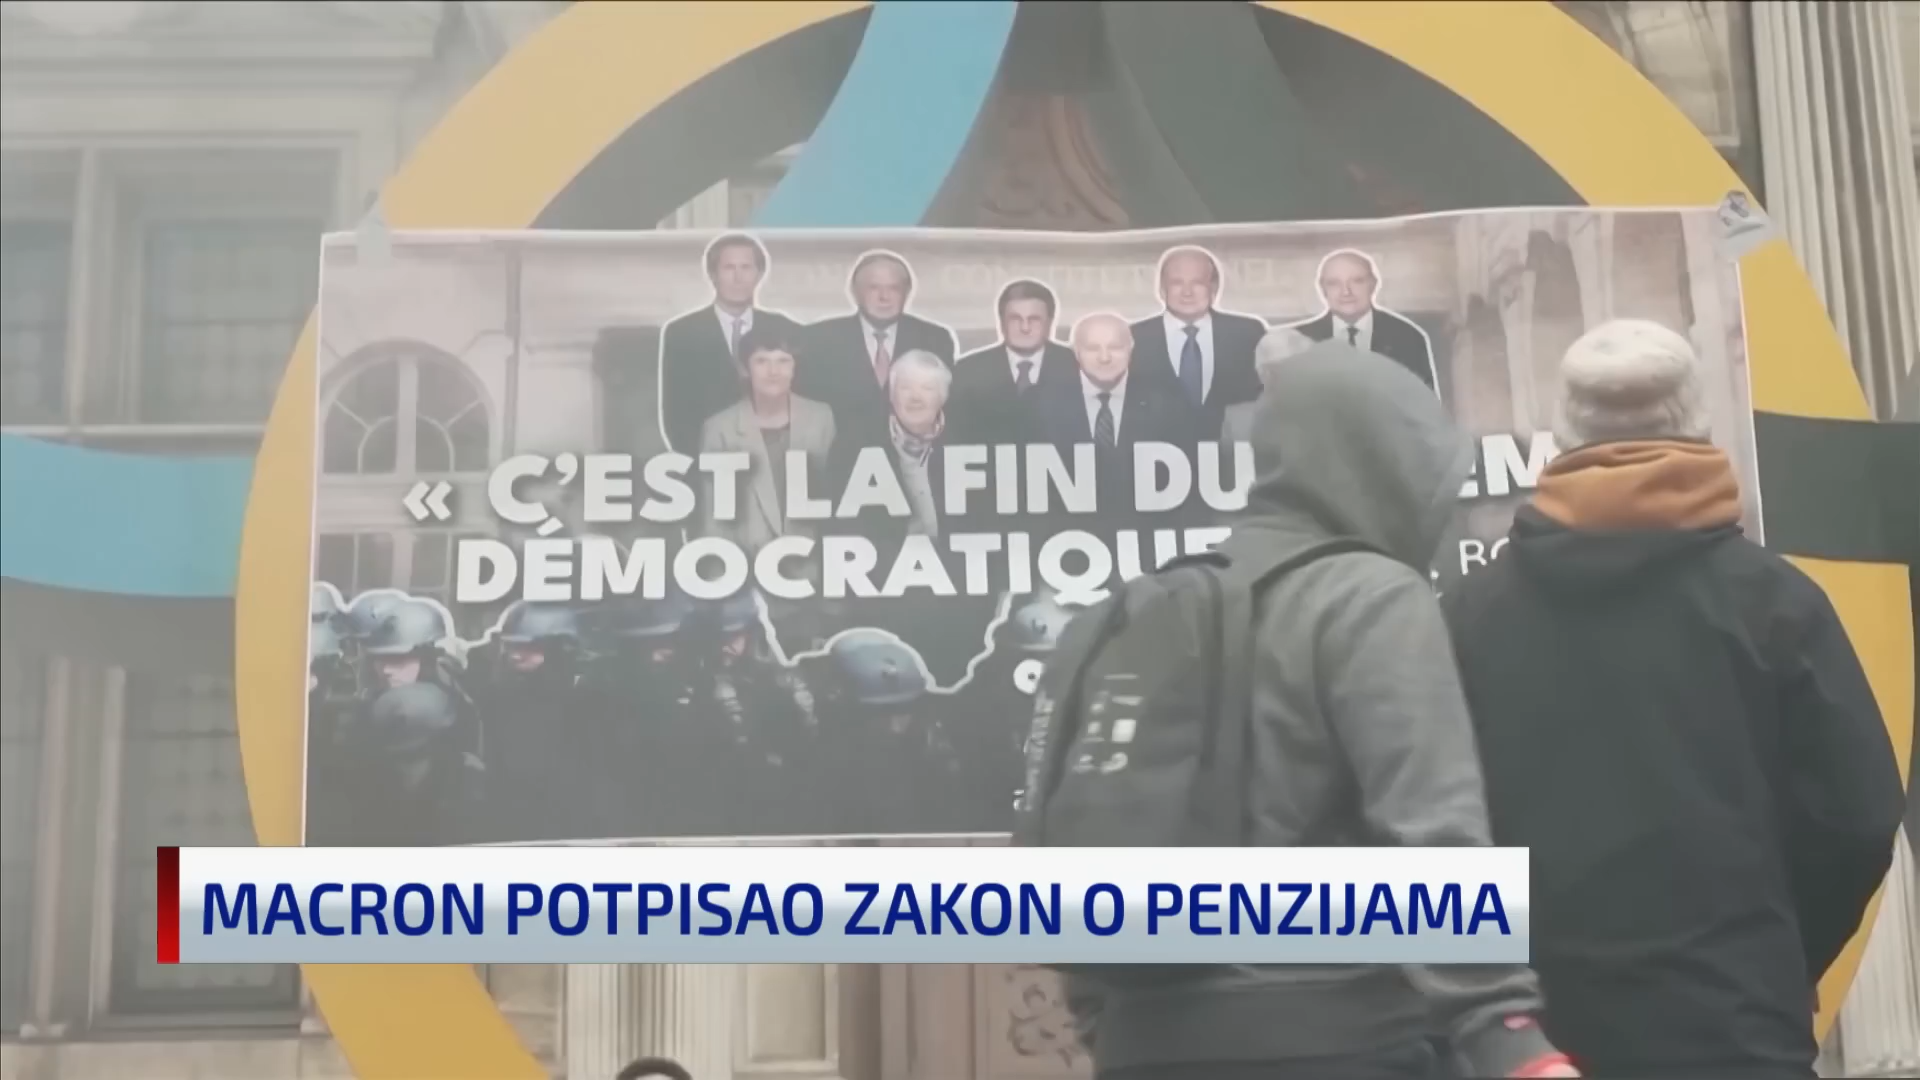 « C'EST LA FIN DU
DÉMOCRATIQUE
MACRON POTPISAO ZAKON O PENZIJAMA